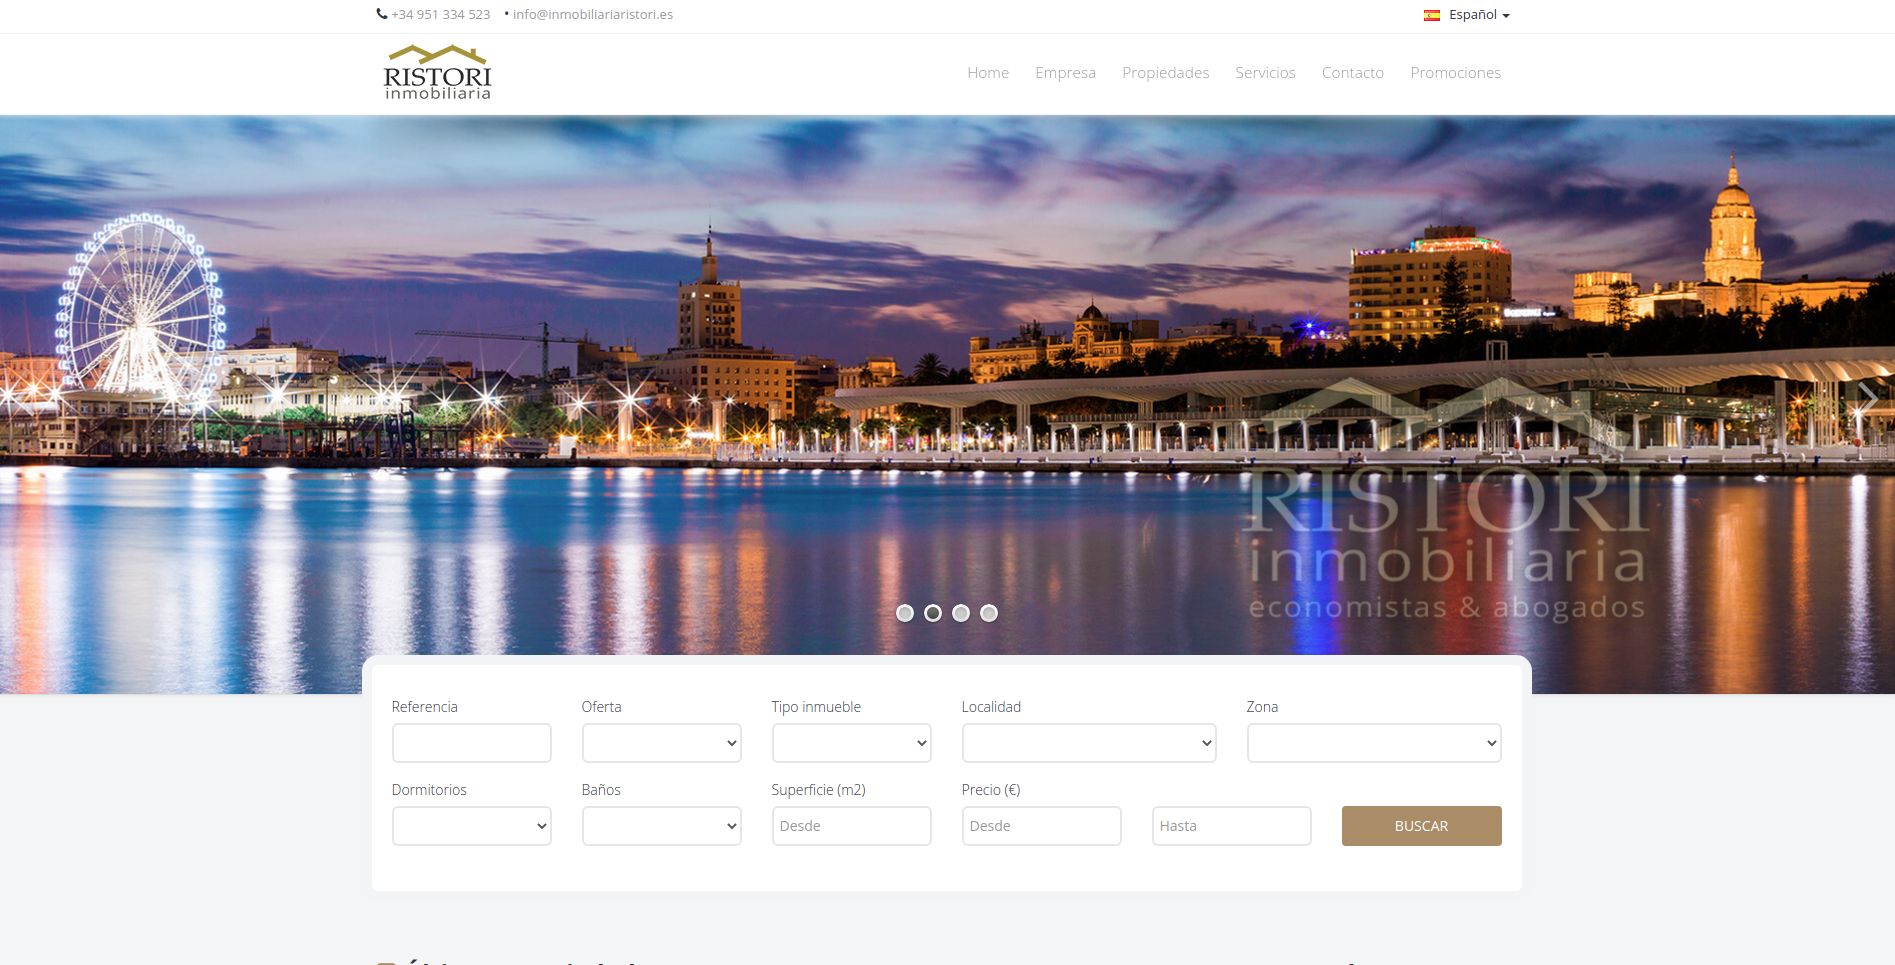 +34 951 334 523 • info@inmobiliariaristori.es
Español
RISTORI
inmobiliaria
Home Empresa Propiedades Servicios Contacto Promociones
RISTORI
inmobiliaria
economistas & abogados
Referencia Oferta Tipo inmueble Localidad Zona
Dormitorios Baños Superficie (m2) Precio (€)
Desde Desde Hasta BUSCAR